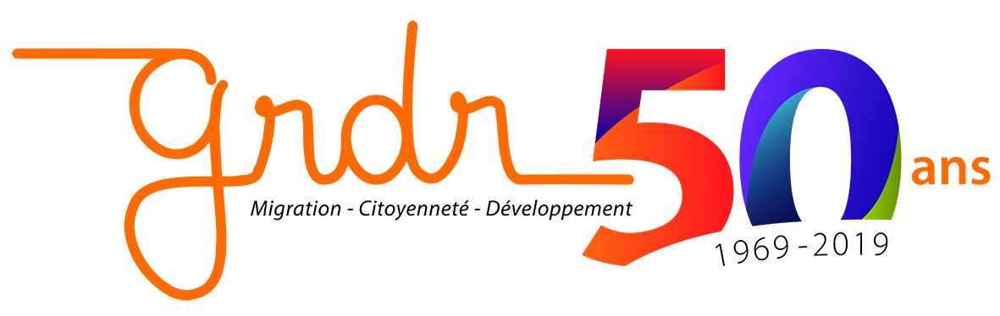 grdr 50 ans
Migration - Citoyenneté - Développement
1969 - 2019